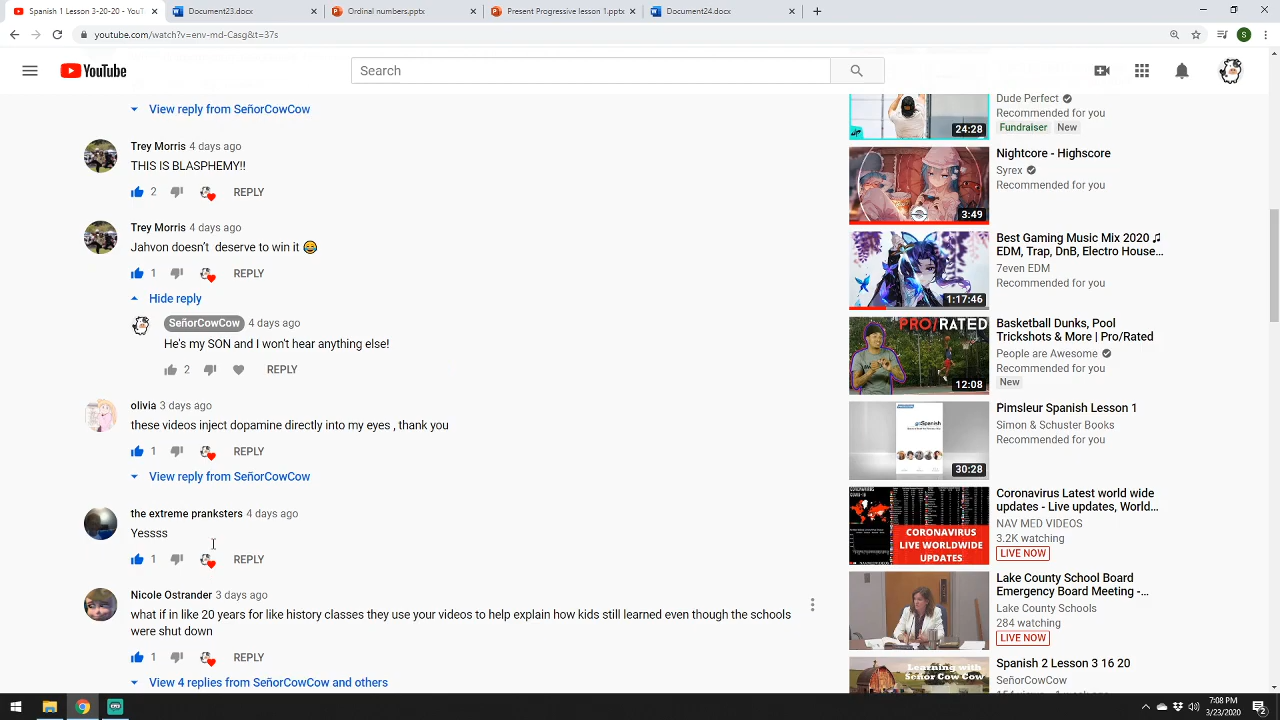 Spanish 1 Lesson 3-20 - YouT
Document23.docx
Ordinal numbers.pptx
Present Progressive lesson 1.pptx
Document24.docx
youtube.com/watch?v=env-md-Casg&t=37s
S
YouTube
Search
View reply from SeñorCowCow
Trey Morris 4 days ago
THIS IS BLASPHEMY!!
2 REPLY
Trey Morris 4 days ago
Jahvon doesn’t deserve to win it 😂
1 REPLY
Hide reply
SeñorCowCow 4 days ago
He's my SON and I won't hear anything else!
2 REPLY
olivia 3 days ago
these videos inject dopamine directly into my eyes , thank you
1 REPLY
View reply from SeñorCowCow
the extreme pranksters 4 days ago
Yesssss
1 REPLY
Nicole Ostrander 3 days ago
what if in like 20 years for like history classes they use your videos to help explain how kids still learned even though the schools
were shut down
1 REPLY
View 4 replies from SeñorCowCow and others
24:28
Dude Perfect
Recommended for you
Fundraiser New
3:49
Nightcore - Highscore
Syrex
Recommended for you
1:17:46
Best Gaming Music Mix 2020 ♫
EDM, Trap, DnB, Electro House...
7even EDM
Recommended for you
PRO/RATED
12:08
Basketball Dunks, Pool
Trickshots & More | Pro/Rated
People are Awesome
Recommended for you
New
30:28
Pimsleur Spanish Lesson 1
Simon & Schuster Books
Recommended for you
CORONAVIRUS
LIVE WORLDWIDE
UPDATES
Coronavirus Latest world wide
updates - Live updates, World...
NAV MED VIDEOS
3.2K watching
LIVE NOW
Lake County School Board
Emergency Board Meeting -...
Lake County Schools
284 watching
LIVE NOW
Learning with
Señor Cow Cow
Spanish 2 Lesson 3 16 20
SeñorCowCow
7:08 PM
3/23/2020
2